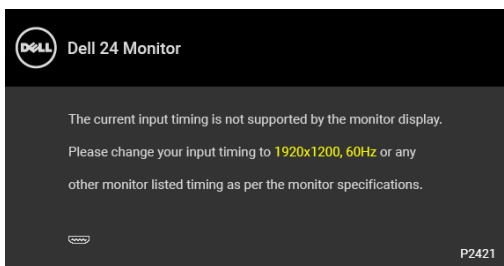 DELL
Dell 24 Monitor
The current input timing is not supported by the monitor display.
Please change your input timing to 1920x1200, 60Hz or any
other monitor listed timing as per the monitor specifications.
P2421